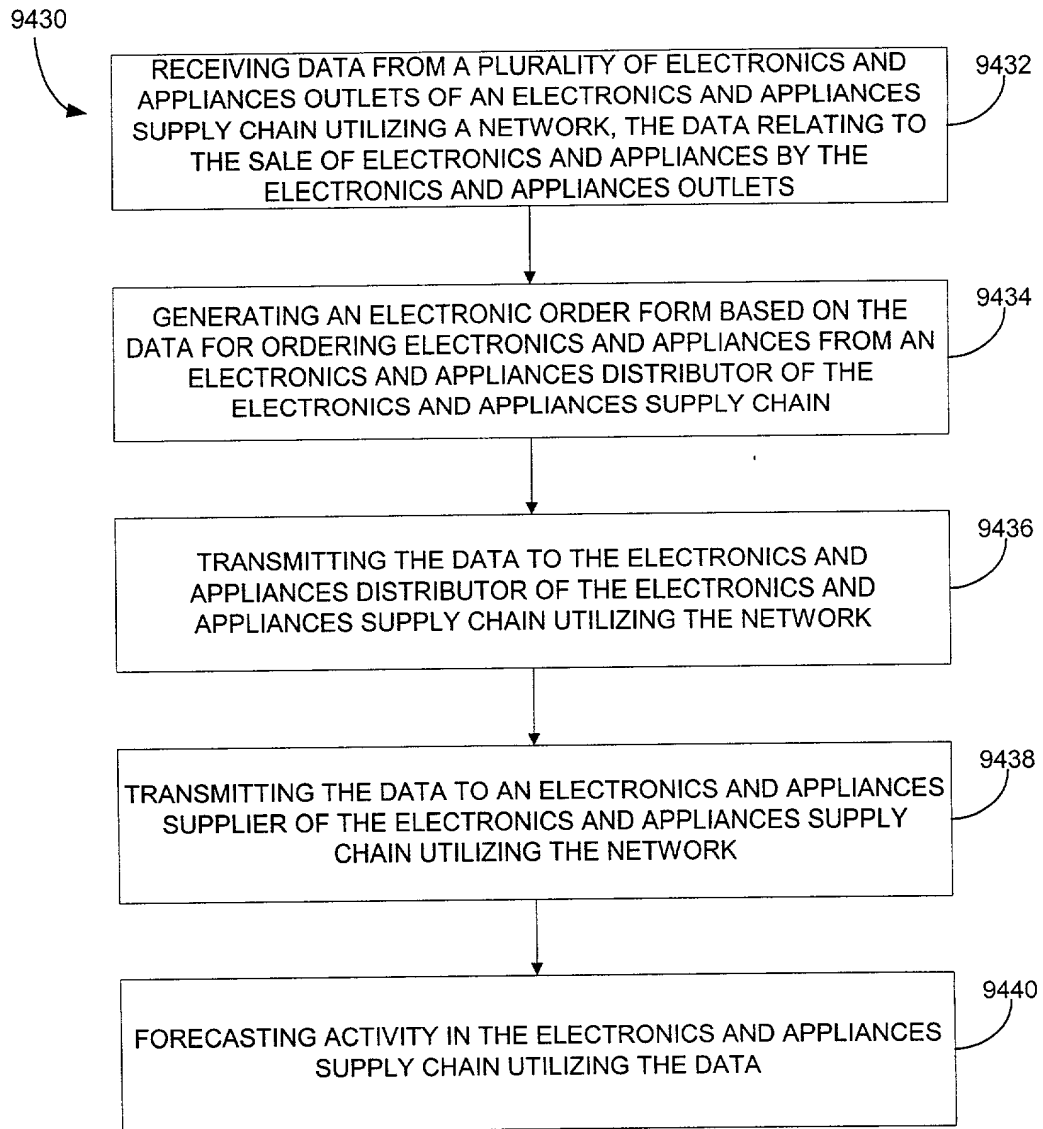 9430
RECEIVING DATA FROM A PLURALITY OF ELECTRONICS AND
APPLIANCES OUTLETS OF AN ELECTRONICS AND APPLIANCES
SUPPLY CHAIN UTILIZING A NETWORK, THE DATA RELATING TO
THE SALE OF ELECTRONICS AND APPLIANCES BY THE
ELECTRONICS AND APPLIANCES OUTLETS
9432
GENERATING AN ELECTRONIC ORDER FORM BASED ON THE
DATA FOR ORDERING ELECTRONICS AND APPLIANCES FROM AN
ELECTRONICS AND APPLIANCES DISTRIBUTOR OF THE
ELECTRONICS AND APPLIANCES SUPPLY CHAIN
9434
TRANSMITTING THE DATA TO THE ELECTRONICS AND
APPLIANCES DISTRIBUTOR OF THE ELECTRONICS AND
APPLIANCES SUPPLY CHAIN UTILIZING THE NETWORK
9436
TRANSMITTING THE DATA TO AN ELECTRONICS AND APPLIANCES
SUPPLIER OF THE ELECTRONICS AND APPLIANCES SUPPLY
CHAIN UTILIZING THE NETWORK
9438
FORECASTING ACTIVITY IN THE ELECTRONICS AND APPLIANCES
SUPPLY CHAIN UTILIZING THE DATA
9440